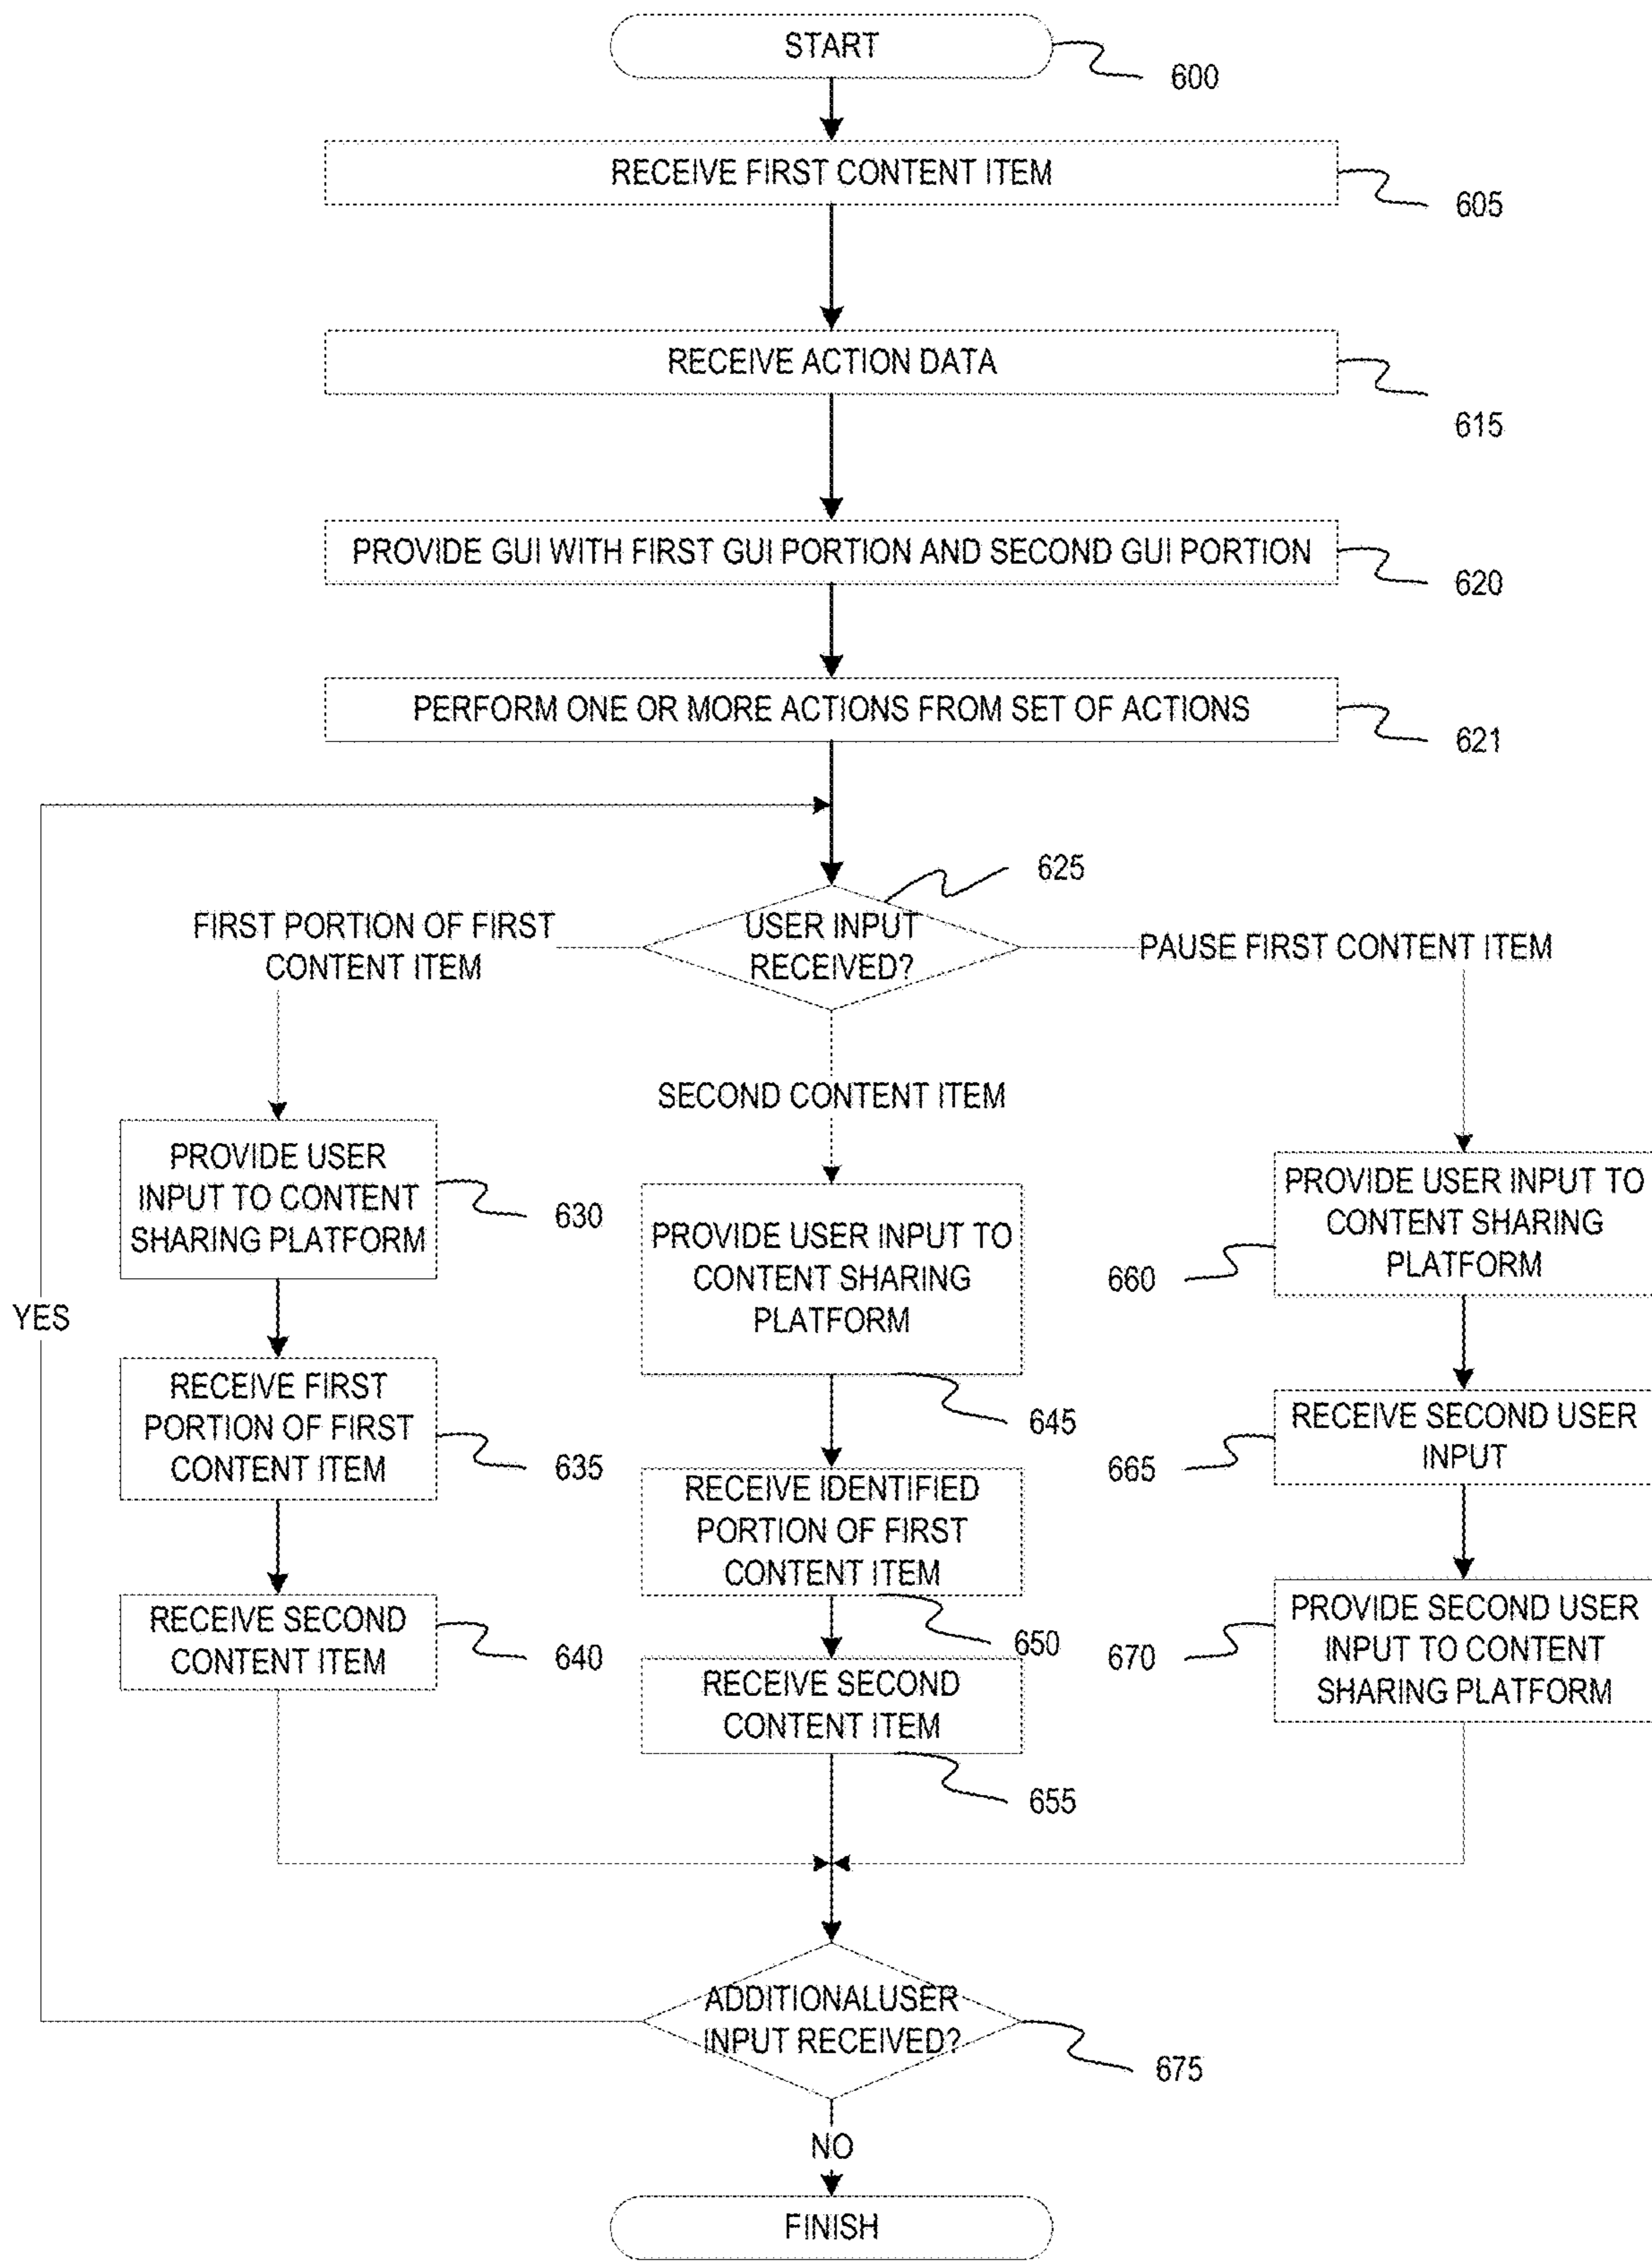 START
600
RECEIVE FIRST CONTENT ITEM
605
RECEIVE ACTION DATA
615
PROVIDE GUI WITH FIRST GUI PORTION AND SECOND GUI PORTION
620
PERFORM ONE OR MORE ACTIONS FROM SET OF ACTIONS
621
625
USER INPUT
RECEIVED?
FIRST PORTION OF FIRST
CONTENT ITEM
PAUSE FIRST CONTENT ITEM
SECOND CONTENT ITEM
PROVIDE USER
INPUT TO CONTENT
SHARING PLATFORM
630
RECEIVE FIRST
PORTION OF FIRST
CONTENT ITEM
635
RECEIVE SECOND
CONTENT ITEM
640
PROVIDE USER INPUT TO
CONTENT SHARING
PLATFORM
645
RECEIVE IDENTIFIED
PORTION OF FIRST
CONTENT ITEM
650
RECEIVE SECOND
CONTENT ITEM
655
PROVIDE USER INPUT TO
CONTENT SHARING
PLATFORM
660
RECEIVE SECOND USER
INPUT
665
PROVIDE SECOND USER
INPUT TO CONTENT
SHARING PLATFORM
670
YES
ADDITIONALUSER
INPUT RECEIVED?
675
NO
FINISH